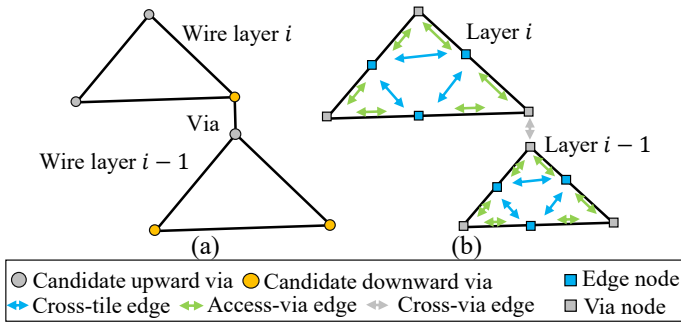 Wire layer i
Via
Wire layer i − 1
(a)
Layer i
Layer i − 1
(b)
Candidate upward via Candidate downward via Edge node
Cross-tile edge Access-via edge Cross-via edge Via node